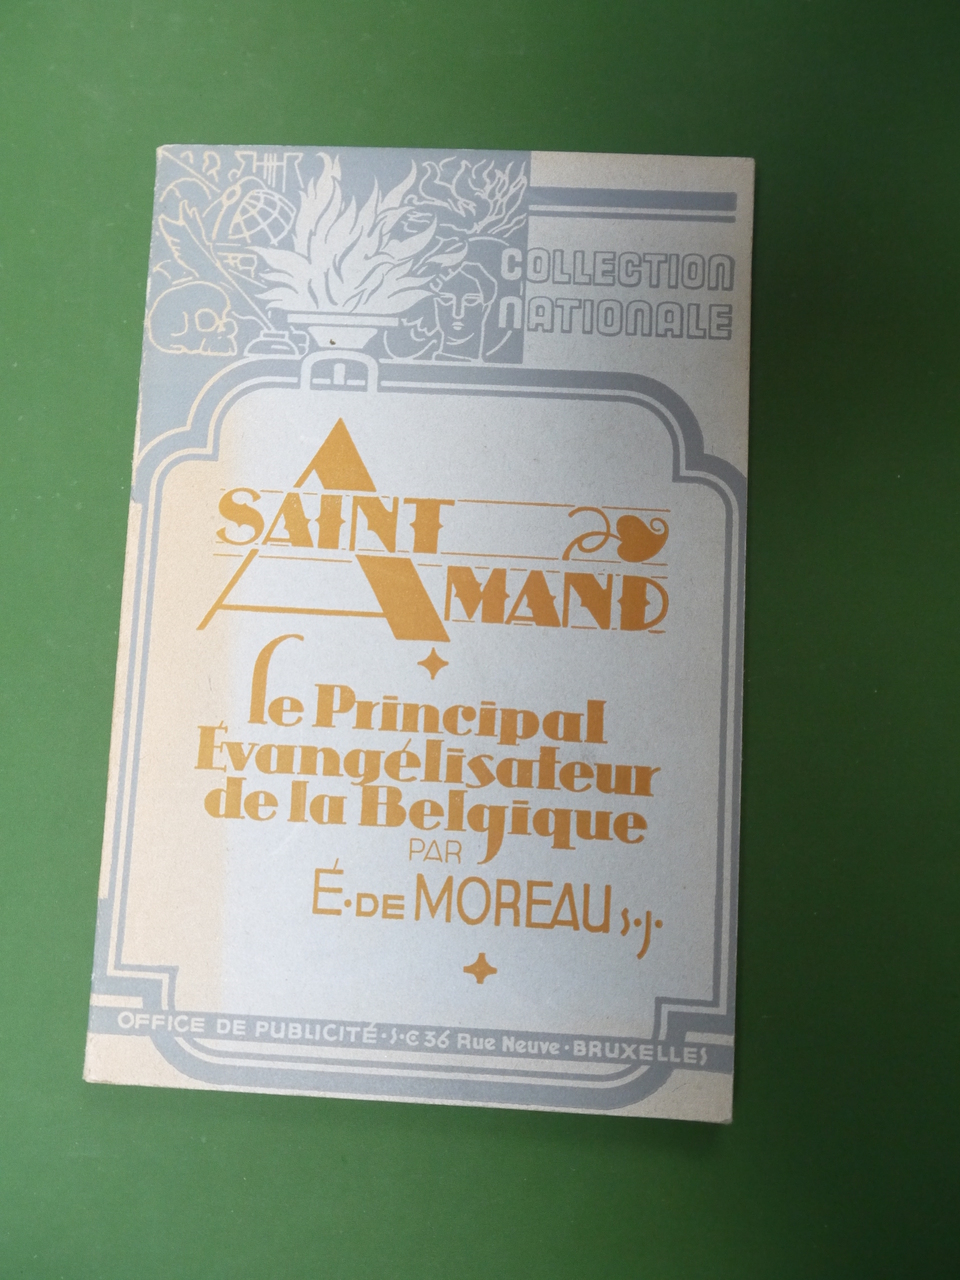 COLLECTION
NATIONALE
SAINT
AMAND
le Principal
Évangélisateur
de la Belgique
PAR
É. DE MOREAU S.J.
OFFICE DE PUBLICITÉ · S·C 36 Rue Neuve · BRUXELLES